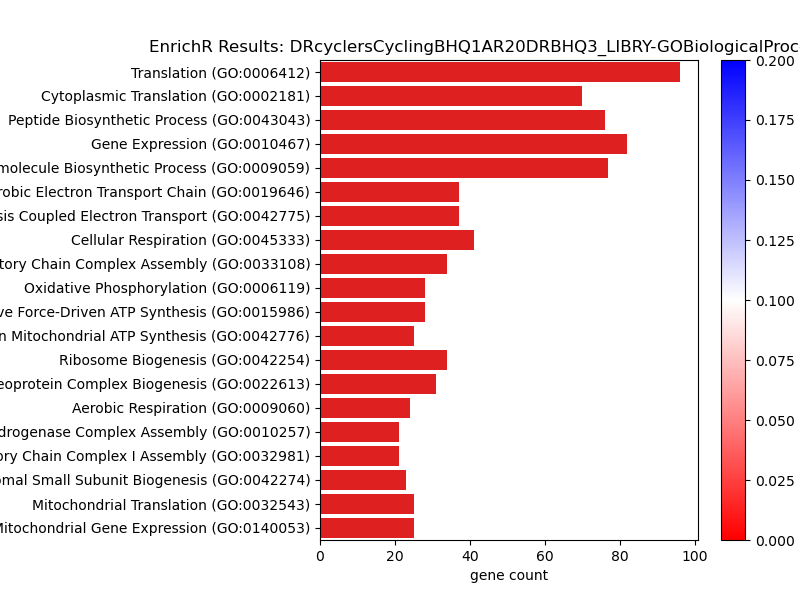 EnrichR Results: DRcyclersCyclingBHQ1AR20DRBHQ3_LIBRY-GOBiologicalProc
Translation (GO:0006412)
Cytoplasmic Translation (GO:0002181)
Peptide Biosynthetic Process (GO:0043043)
Gene Expression (GO:0010467)
molecule Biosynthetic Process (GO:0009059)
robic Electron Transport Chain (GO:0019646)
sis Coupled Electron Transport (GO:0042775)
Cellular Respiration (GO:0045333)
tory Chain Complex Assembly (GO:0033108)
Oxidative Phosphorylation (GO:0006119)
ve Force-Driven ATP Synthesis (GO:0015986)
n Mitochondrial ATP Synthesis (GO:0042776)
Ribosome Biogenesis (GO:0042254)
eoprotein Complex Biogenesis (GO:0022613)
Aerobic Respiration (GO:0009060)
drogenase Complex Assembly (GO:0010257)
ory Chain Complex I Assembly (GO:0032981)
omal Small Subunit Biogenesis (GO:0042274)
Mitochondrial Translation (GO:0032543)
Mitochondrial Gene Expression (GO:0140053)
0 20 40 60 80 100
gene count
0.200
0.175
0.150
0.125
0.100
0.075
0.050
0.025
0.000